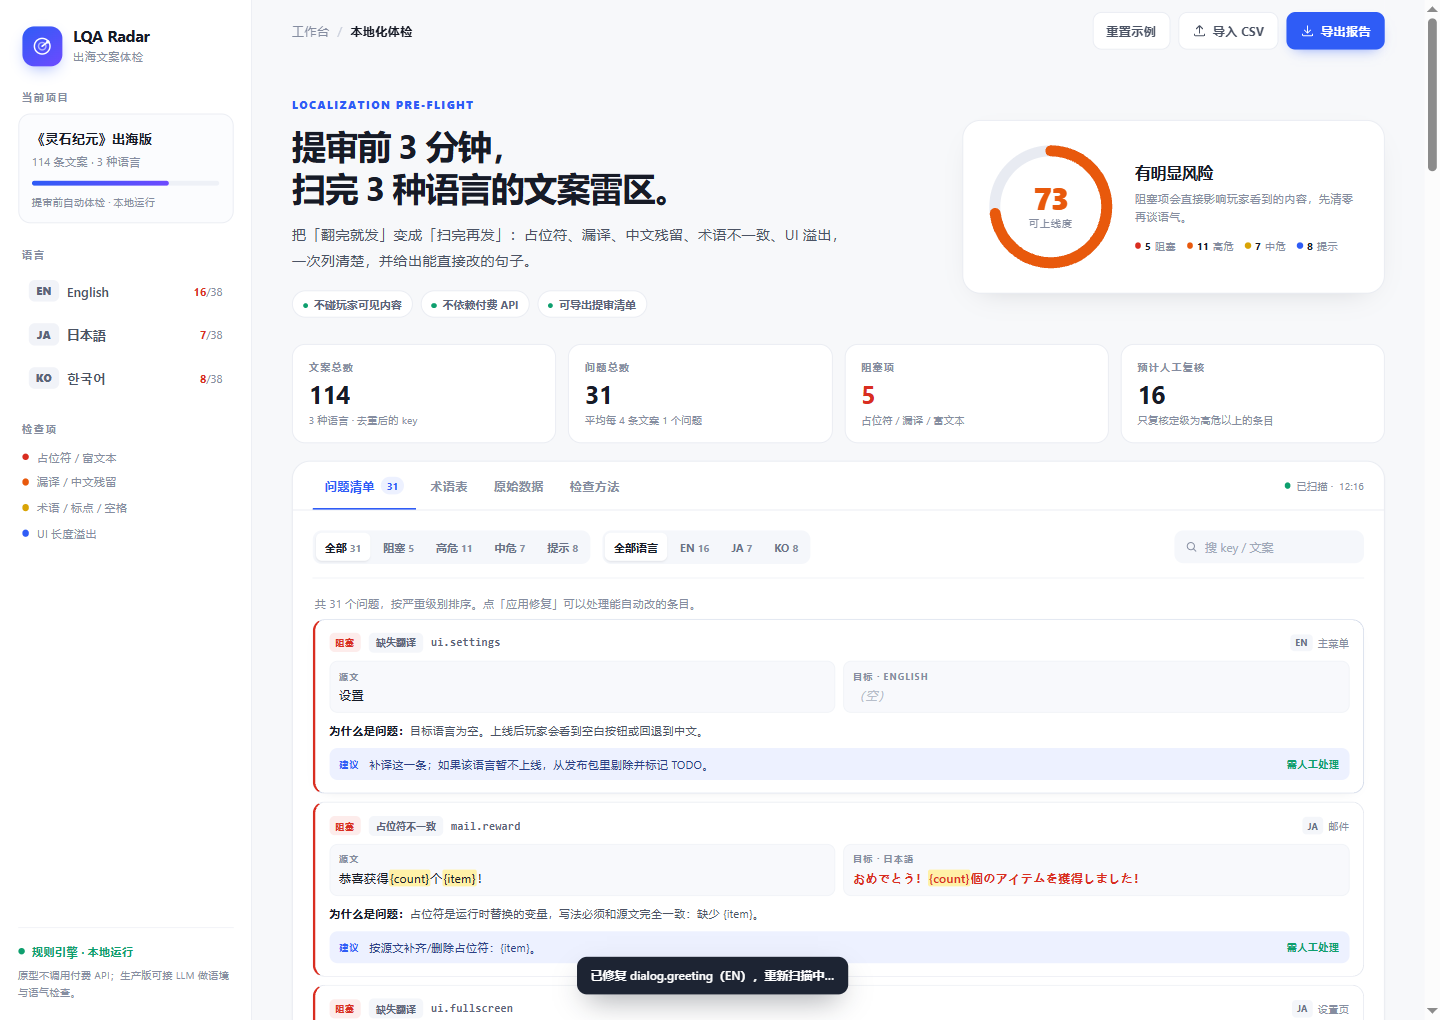 LQA Radar
出海文案体检
当前项目
《灵石纪元》出海版
114 条文案 · 3 种语言
提审前自动体检 · 本地运行
语言
EN English 16/38
JA 日本語 7/38
KO 한국어 8/38
检查项
占位符 / 富文本
漏译 / 中文残留
术语 / 标点 / 空格
UI 长度溢出
规则引擎 · 本地运行
原型不调用付费 API；生产版可接 LLM 做语境
与语气检查。
工作台 / 本地化体检
重置示例
导入 CSV
导出报告
LOCALIZATION PRE-FLIGHT
提审前 3 分钟，
扫完 3 种语言的文案雷区。
把「翻完就发」变成「扫完再发」：占位符、漏译、中文残留、术语不一致、UI 溢出，
一次列清楚，并给出能直接改的句子。
不碰玩家可见内容
不依赖付费 API
可导出提审清单
73
可上线度
有明显风险
阻塞项会直接影响玩家看到的内容，先清零
再谈语气。
5 阻塞 11 高危 7 中危 8 提示
文案总数
114
3 种语言 · 去重后的 key
问题总数
31
平均每 4 条文案 1 个问题
阻塞项
5
占位符 / 漏译 / 富文本
预计人工复核
16
只复核定级为高危以上的条目
问题清单 31
术语表
原始数据
检查方法
已扫描 · 12:16
全部 31 阻塞 5 高危 11 中危 7 提示 8
全部语言 EN 16 JA 7 KO 8
搜 key / 文案
共 31 个问题，按严重级别排序。点「应用修复」可以处理能自动改的条目。
阻塞 缺失翻译 ui.settings
EN 主菜单
源文
设置
目标 · ENGLISH
（空）
为什么是问题：目标语言为空。上线后玩家会看到空白按钮或回退到中文。
建议 补译这一条；如果该语言暂不上线，从发布包里剔除并标记 TODO。
需人工处理
阻塞 占位符不一致 mail.reward
JA 邮件
源文
恭喜获得{count}个{item}！
目标 · 日本語
おめでとう！{count}個のアイテムを獲得しました！
为什么是问题：占位符是运行时替换的变量，写法必须和源文完全一致：缺少 {item}。
建议 按源文补齐/删除占位符：{item}。
需人工处理
已修复 dialog.greeting（EN），重新扫描中…
阻塞 缺失翻译 ui.fullscreen
JA 设置页